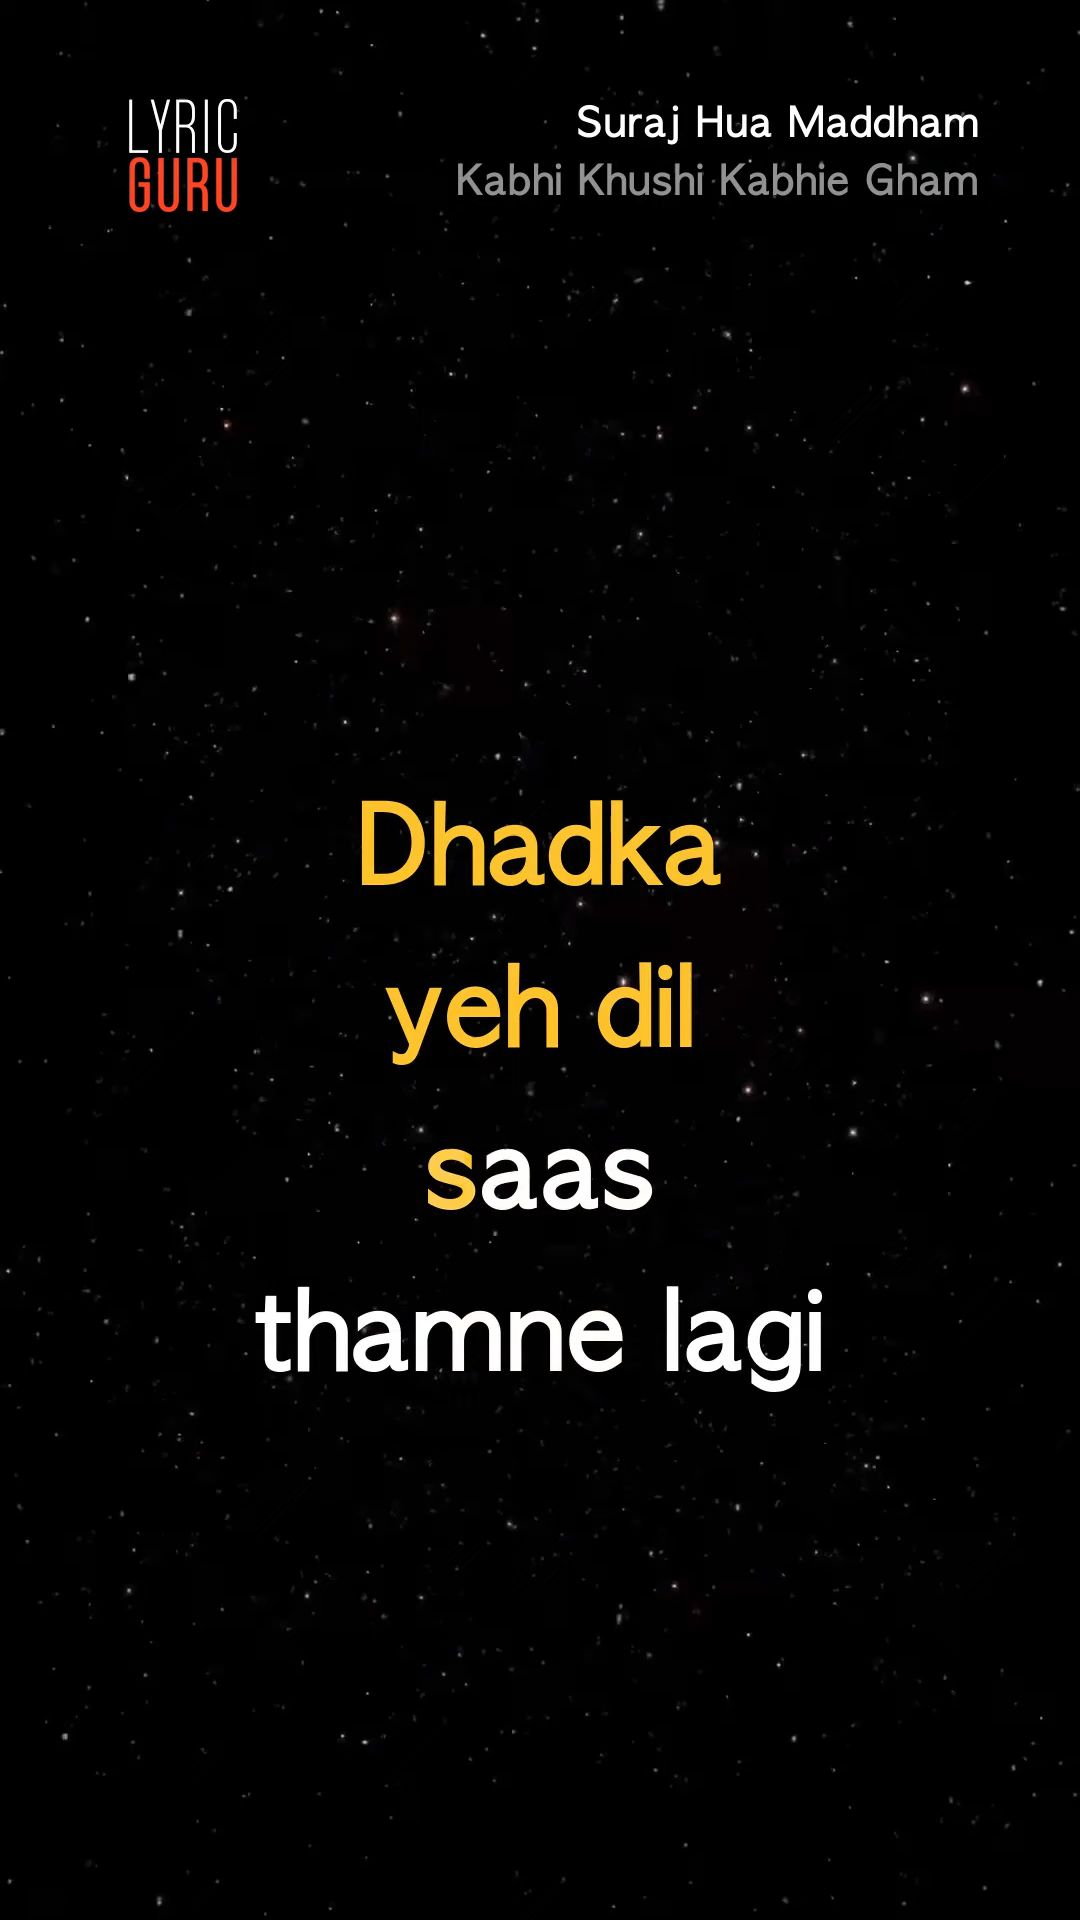 LYRIC
GURU
Suraj Hua Maddham
Kabhi Khushi Kabhie Gham
Dhadka
yeh dil
saas
thamne lagi